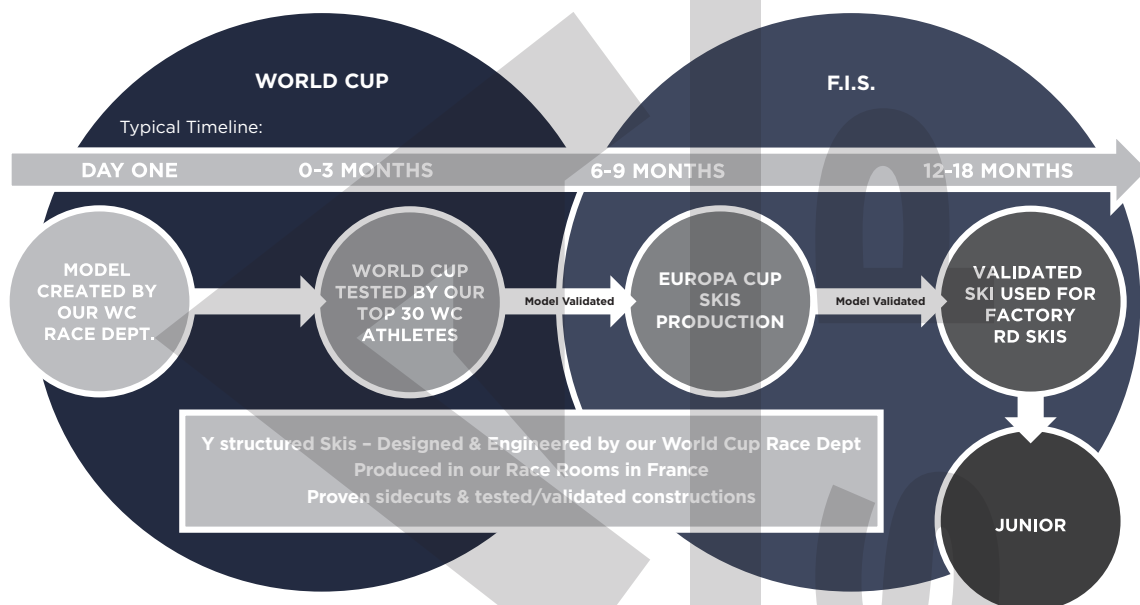 WORLD CUP
F.I.S.
Typical Timeline:
DAY ONE
0-3 MONTHS
6-9 MONTHS
12-18 MONTHS
MODEL
CREATED BY
OUR WC
RACE DEPT.
WORLD CUP
TESTED BY OUR
TOP 30 WC
ATHLETES
Model Validated
EUROPA CUP
SKIS
PRODUCTION
Model Validated
VALIDATED
SKI USED FOR
FACTORY
RD SKIS
Y structured Skis – Designed & Engineered by our World Cup Race Dept
Produced in our Race Rooms in France
Proven sidecuts & tested/validated constructions
JUNIOR